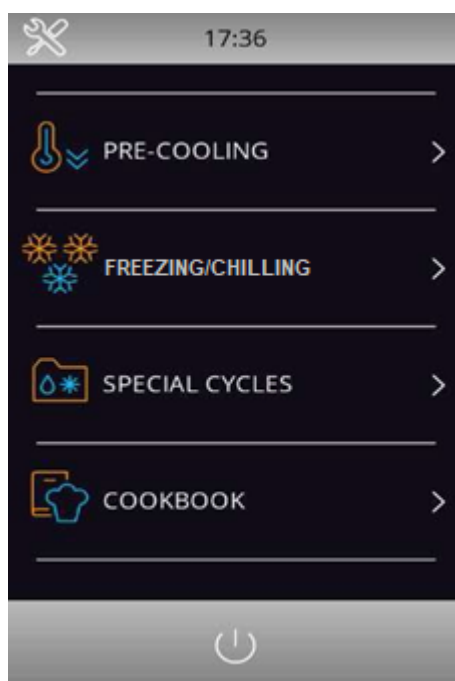 17:36
PRE-COOLING
FREEZING/CHILLING
SPECIAL CYCLES
COOKBOOK